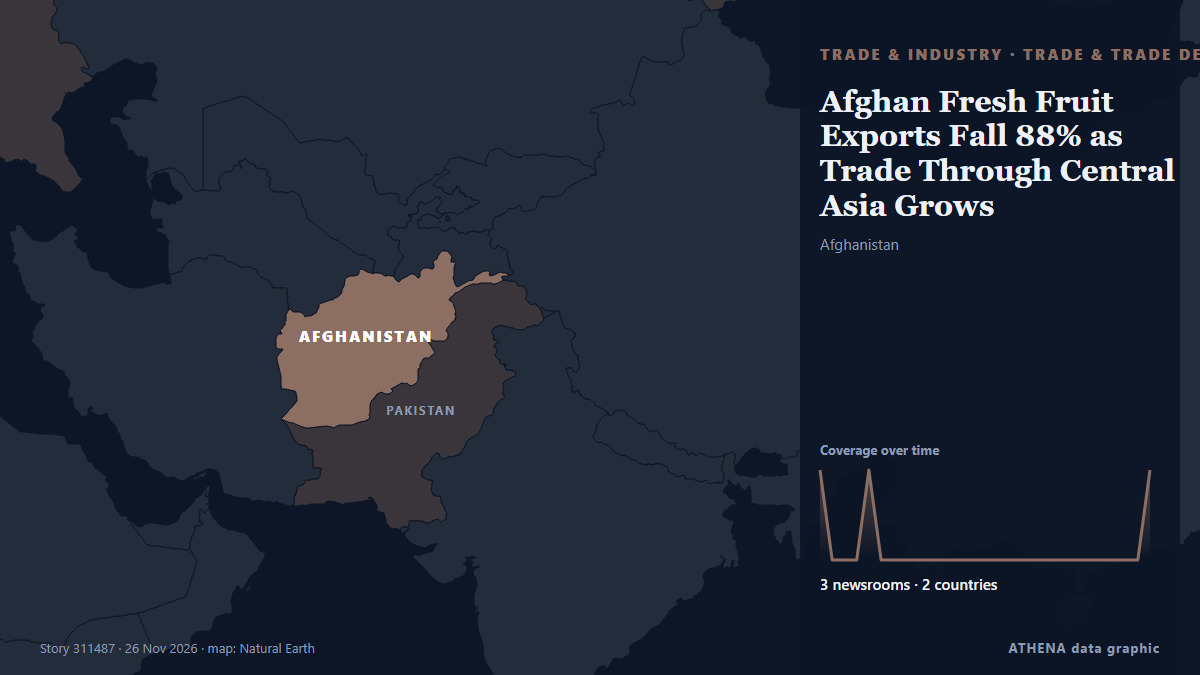 TRADE & INDUSTRY · TRADE & TRADE DE
Afghan Fresh Fruit
Exports Fall 88% as
Trade Through Central
Asia Grows
Afghanistan
AFGHANISTAN
PAKISTAN
Coverage over time
3 newsrooms · 2 countries
Story 311487 · 26 Nov 2026 · map: Natural Earth
ATHENA data graphic